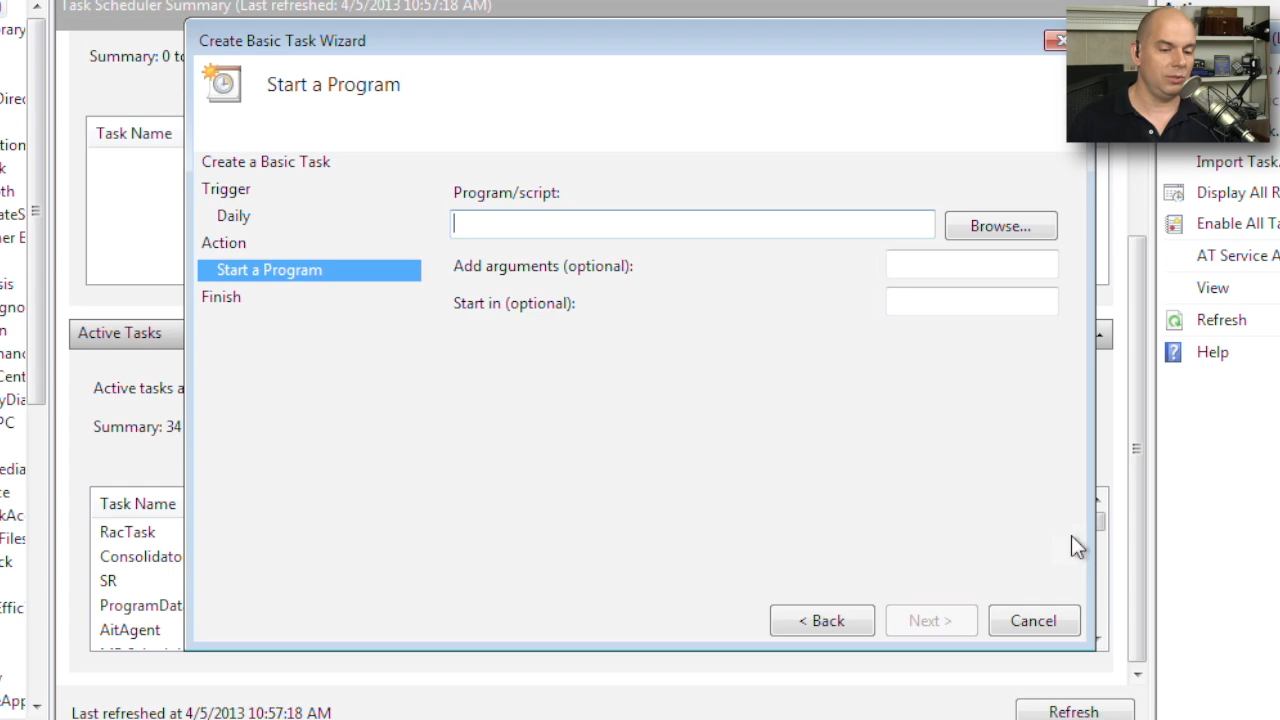 Task Scheduler Summary (Last refreshed: 4/5/2013 10:57:18 AM)
Create Basic Task Wizard
Start a Program
Summary: 0 to
Task Name
Create a Basic Task
Trigger
Daily
Action
Start a Program
Finish
Program/script:
Browse...
Add arguments (optional):
Start in (optional):
< Back
Next >
Cancel
Active Tasks
Active tasks a
Summary: 34
Task Name
RacTask
Consolidato
SR
ProgramDat
AitAgent
Last refreshed at 4/5/2013 10:57:18 AM
Refresh
Import Task.
Display All R
Enable All Ta
AT Service A
View
Refresh
Help